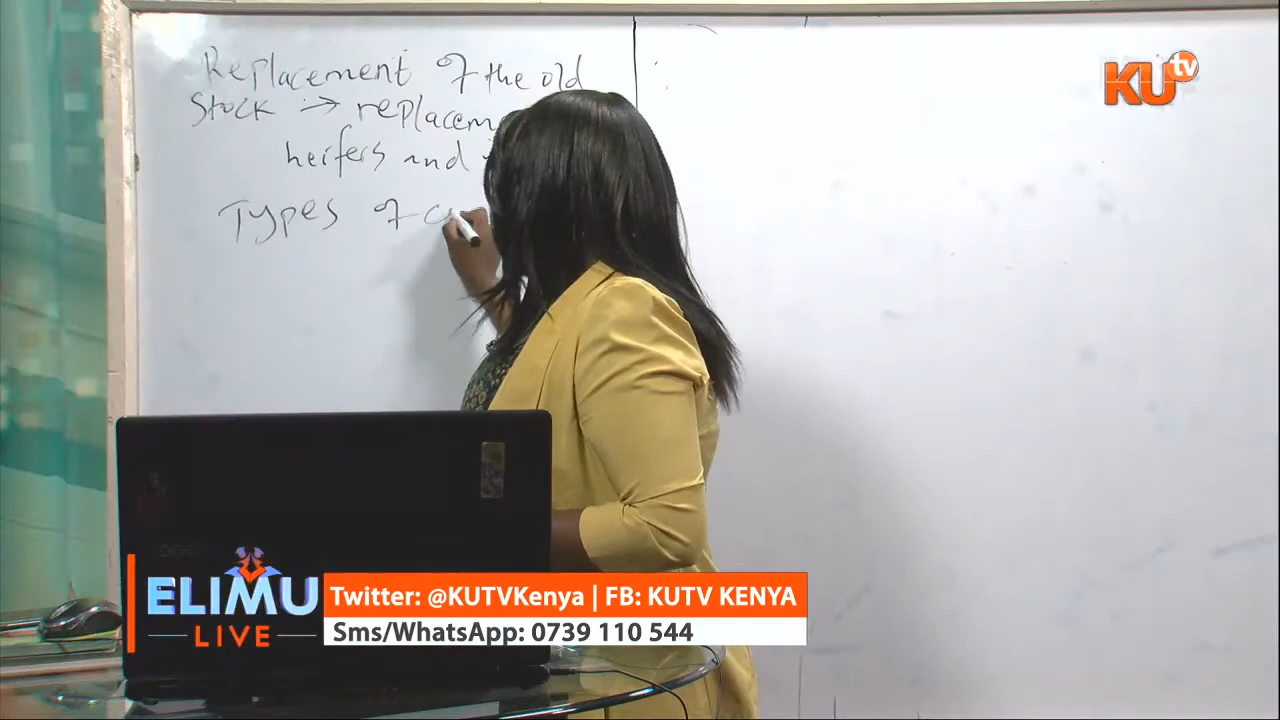 Replacement of the old
Stock → replacem
heifers and
Types of
KU tv
ELIMU
LIVE
Twitter: @KUTVKenya | FB: KUTV KENYA
Sms/WhatsApp: 0739 110 544